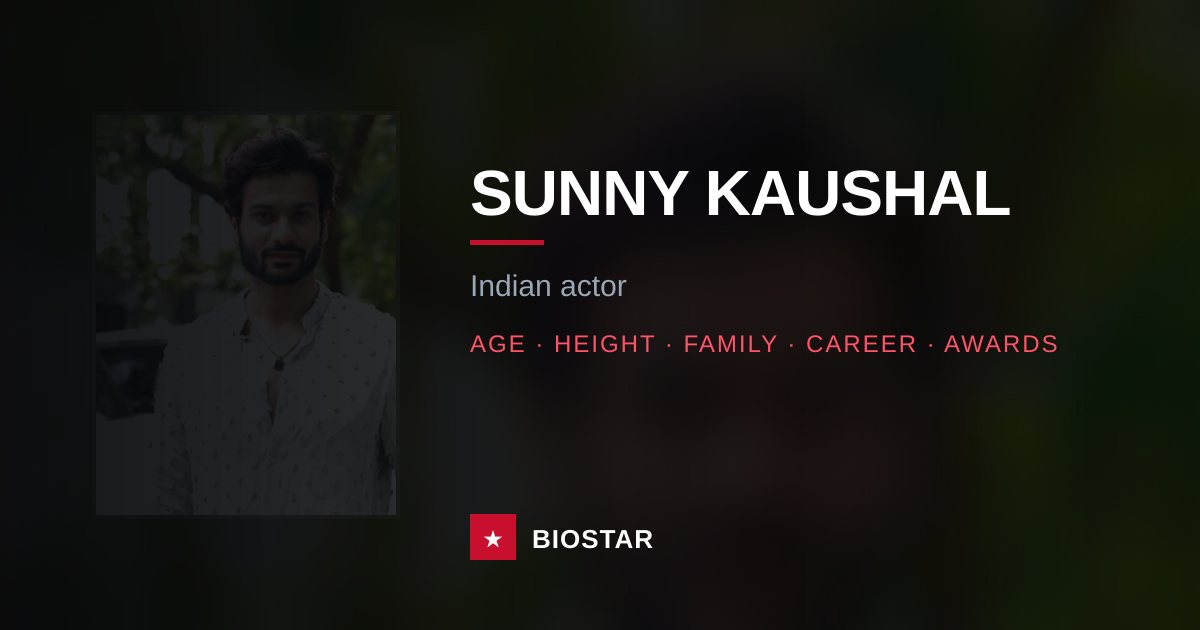 SUNNY KAUSHAL
Indian actor
AGE · HEIGHT · FAMILY · CAREER · AWARDS
BIOSTAR